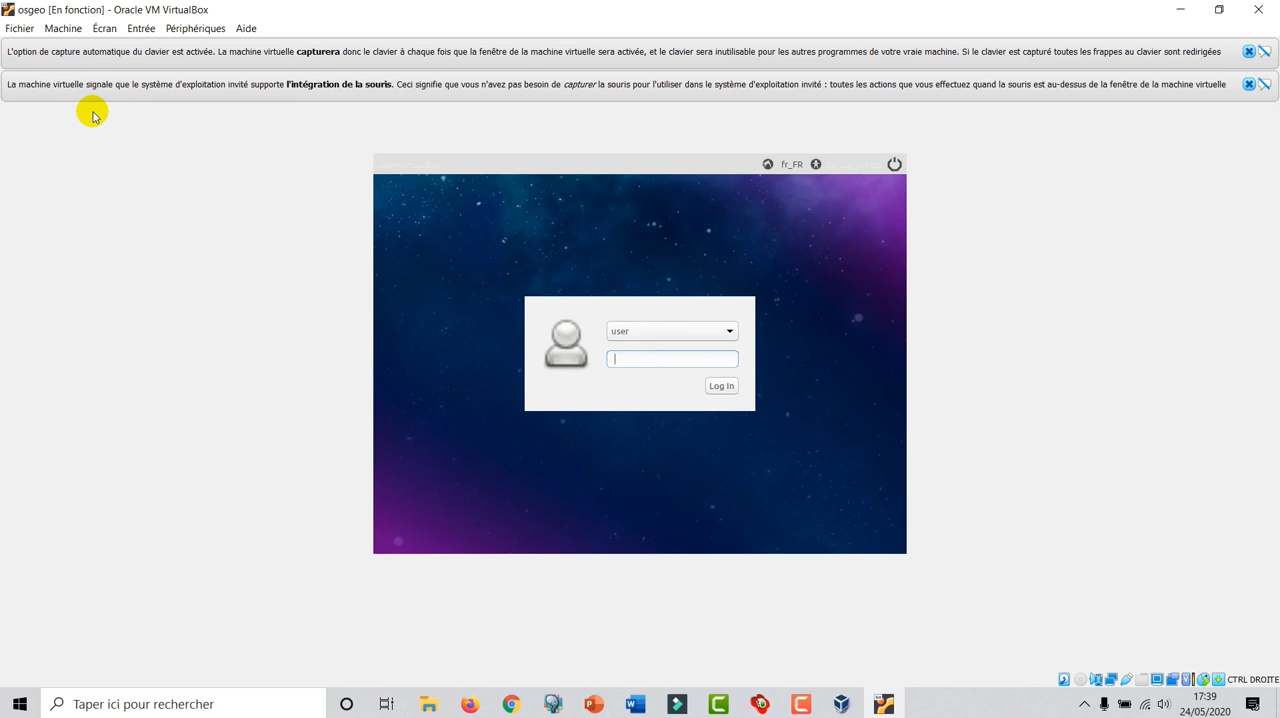 osgeo [En fonction] - Oracle VM VirtualBox
Fichier Machine Écran Entrée Périphériques Aide
L'option de capture automatique du clavier est activée. La machine virtuelle capturera donc le clavier à chaque fois que la fenêtre de la machine virtuelle sera activée, et le clavier sera inutilisable pour les autres programmes de votre vraie machine. Si le clavier est capturé toutes les frappes au clavier sont redirigées
La machine virtuelle signale que le système d'exploitation invité supporte l'intégration de la souris. Ceci signifie que vous n'avez pas besoin de capturer la souris pour l'utiliser dans le système d'exploitation invité : toutes les actions que vous effectuez quand la souris est au-dessus de la fenêtre de la machine virtuelle
fr_FR
user
Log In
CTRL DROITE
Taper ici pour rechercher
17:39
24/05/2020